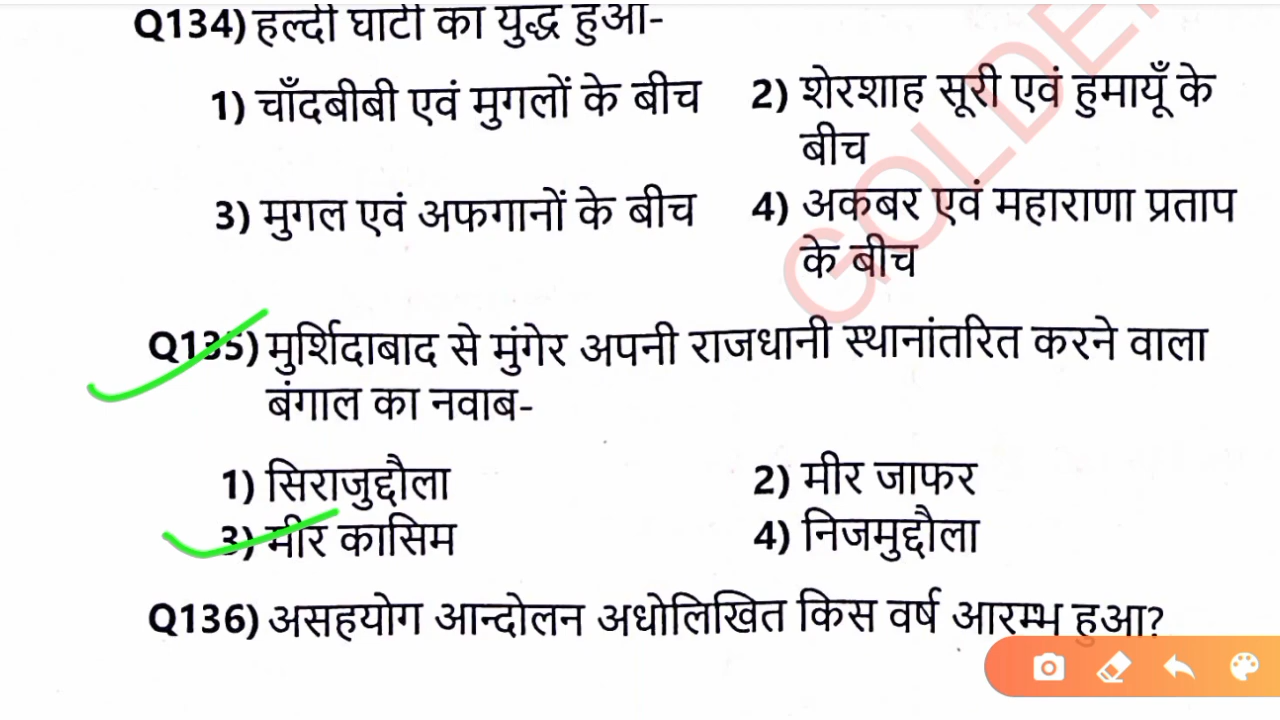 Q134) हल्दी घाटी का युद्ध हुआ-
1) चाँदबीबी एवं मुगलों के बीच 2) शेरशाह सूरी एवं हुमायूँ के
बीच
3) मुगल एवं अफगानों के बीच 4) अकबर एवं महाराणा प्रताप
के बीच
Q135) मुर्शिदाबाद से मुंगेर अपनी राजधानी स्थानांतरित करने वाला
बंगाल का नवाब-
1) सिराजुद्दौला 2) मीर जाफर
3) मीर कासिम 4) निजमुद्दौला
Q136) असहयोग आन्दोलन अधोलिखित किस वर्ष आरम्भ हुआ?